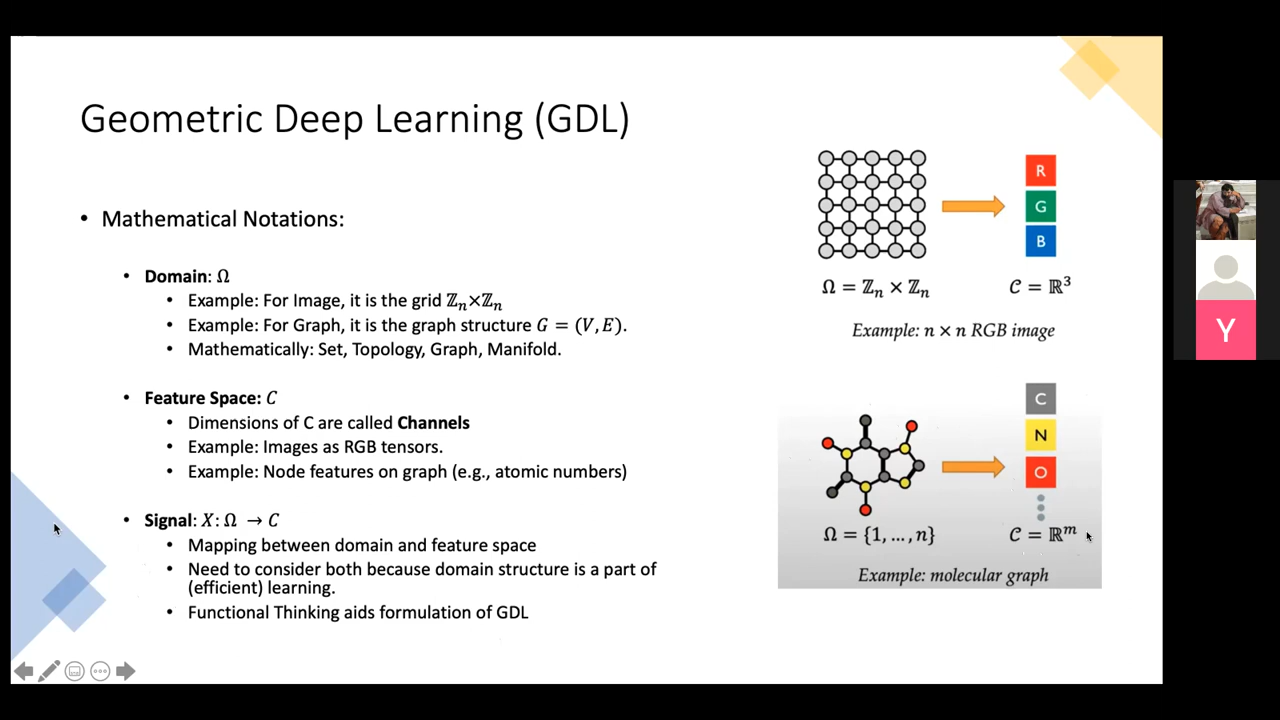 Geometric Deep Learning (GDL)
• Mathematical Notations:
• Domain: Ω
• Example: For Image, it is the grid ℤₙ×ℤₙ
• Example: For Graph, it is the graph structure G = (V, E).
• Mathematically: Set, Topology, Graph, Manifold.
• Feature Space: C
• Dimensions of C are called Channels
• Example: Images as RGB tensors.
• Example: Node features on graph (e.g., atomic numbers)
• Signal: X: Ω → C
• Mapping between domain and feature space
• Need to consider both because domain structure is a part of
(efficient) learning.
• Functional Thinking aids formulation of GDL
R
G
B
Ω = ℤₙ × ℤₙ
C = ℝ³
Example: n × n RGB image
C
N
O
Ω = {1, ..., n}
C = ℝᵐ
Example: molecular graph
Y